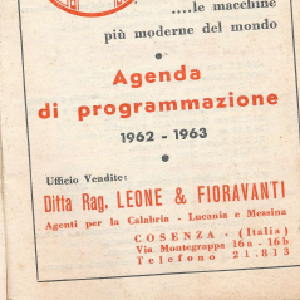 ....le macchine
più moderne del mondo
Agenda
di programmazione
1962 - 1963
Ufficio Vendite:
Ditta Rag. LEONE & FIORAVANTI
Agenti per la Calabria - Lucania e Messina
COSENZA - (Italia)
Via Montegrappa 16a - 16b
Telefono 21.813